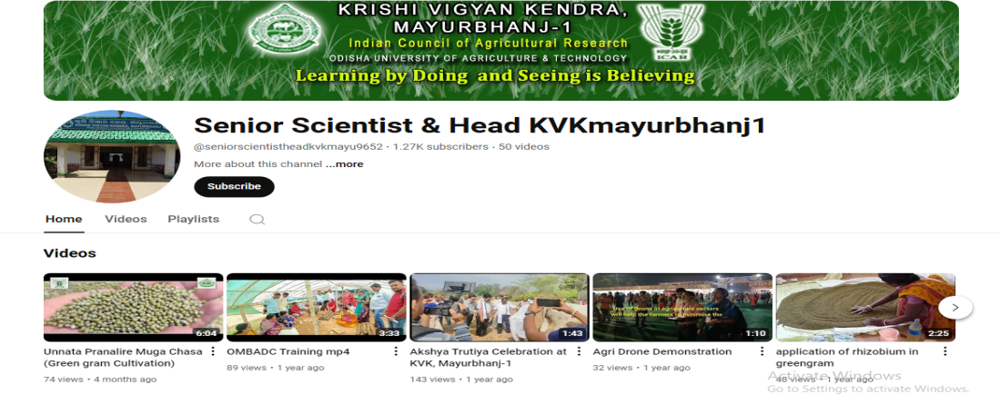 KRISHI VIGYAN KENDRA,
MAYURBHANJ-1
Indian Council of Agricultural Research
ODISHA UNIVERSITY OF AGRICULTURE & TECHNOLOGY
Learning by Doing and Seeing is Believing
ICAR
Senior Scientist & Head KVKmayurbhanj1
@seniorscientistheadkvkmayu9652 · 1.27K subscribers · 50 videos
More about this channel ...more
Subscribe
Home Videos Playlists
Videos
6:04
3:33
1:43
Use of Drone in agriculture sectors
will help the farmers to minimise the
1:10
2:25
Unnata Pranalire Muga Chasa
(Green gram Cultivation)
74 views · 4 months ago
OMBADC Training mp4
89 views · 1 year ago
Akshya Trutiya Celebration at
KVK, Mayurbhanj-1
143 views · 1 year ago
Agri Drone Demonstration
32 views · 1 year ago
application of rhizobium in
greengram
48 views · 1 year ago
Activate Windows
Go to Settings to activate Windows.